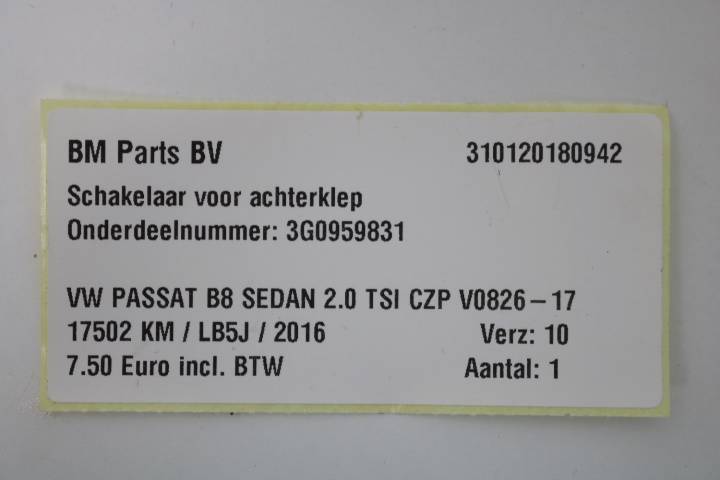 BM Parts BV 310120180942
Schakelaar voor achterklep
Onderdeelnummer: 3G0959831
VW PASSAT B8 SEDAN 2.0 TSI CZP V0826-17
17502 KM / LB5J / 2016 Verz: 10
7.50 Euro incl. BTW Aantal: 1